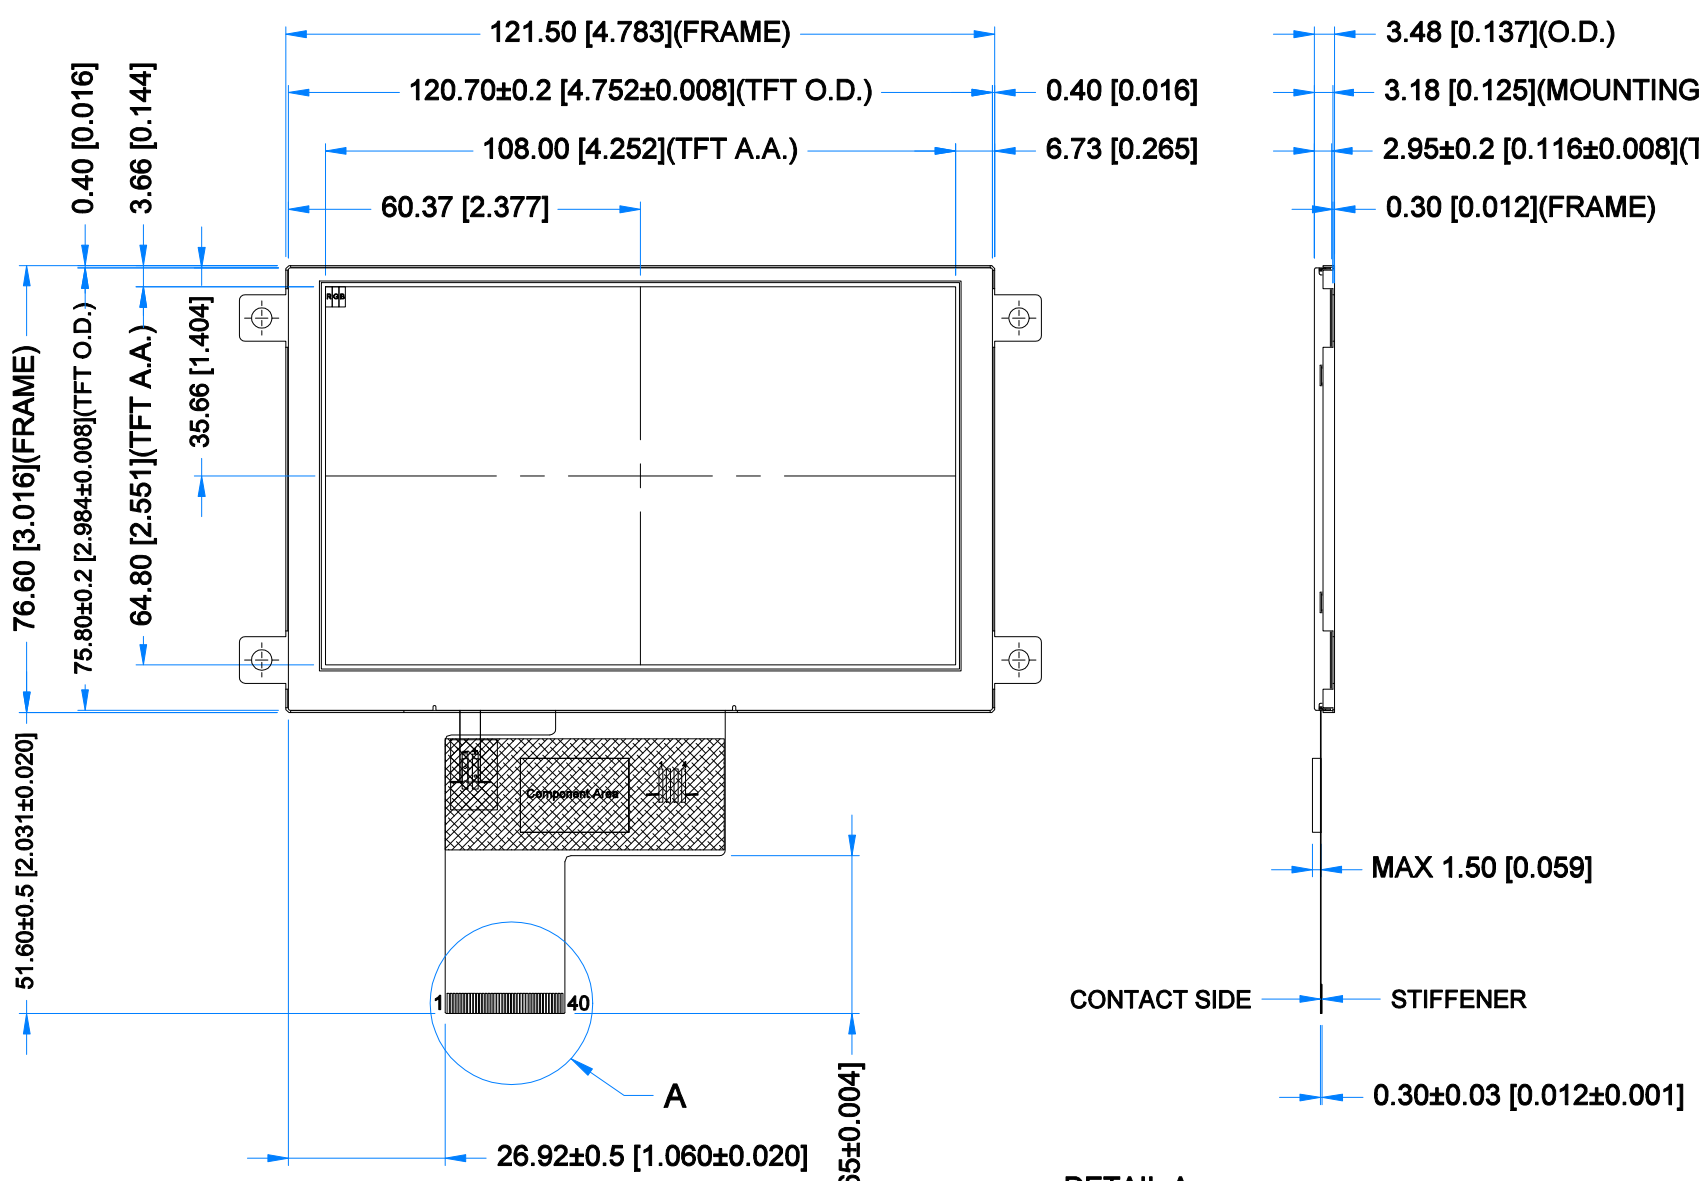 121.50 [4.783](FRAME)
3.48 [0.137](O.D.)
120.70±0.2 [4.752±0.008](TFT O.D.)
0.40 [0.016]
3.18 [0.125](MOUNTING
108.00 [4.252](TFT A.A.)
6.73 [0.265]
2.95±0.2 [0.116±0.008](T
60.37 [2.377]
0.30 [0.012](FRAME)
0.40 [0.016]
3.66 [0.144]
RGB
76.60 [3.016](FRAME)
75.80±0.2 [2.984±0.008](TFT O.D.)
64.80 [2.551](TFT A.A.)
35.66 [1.404]
51.60±0.5 [2.031±0.020]
Component Area
MAX 1.50 [0.059]
1
40
CONTACT SIDE
STIFFENER
A
0.30±0.03 [0.012±0.001]
26.92±0.5 [1.060±0.020]
65±0.004]
DETAIL A